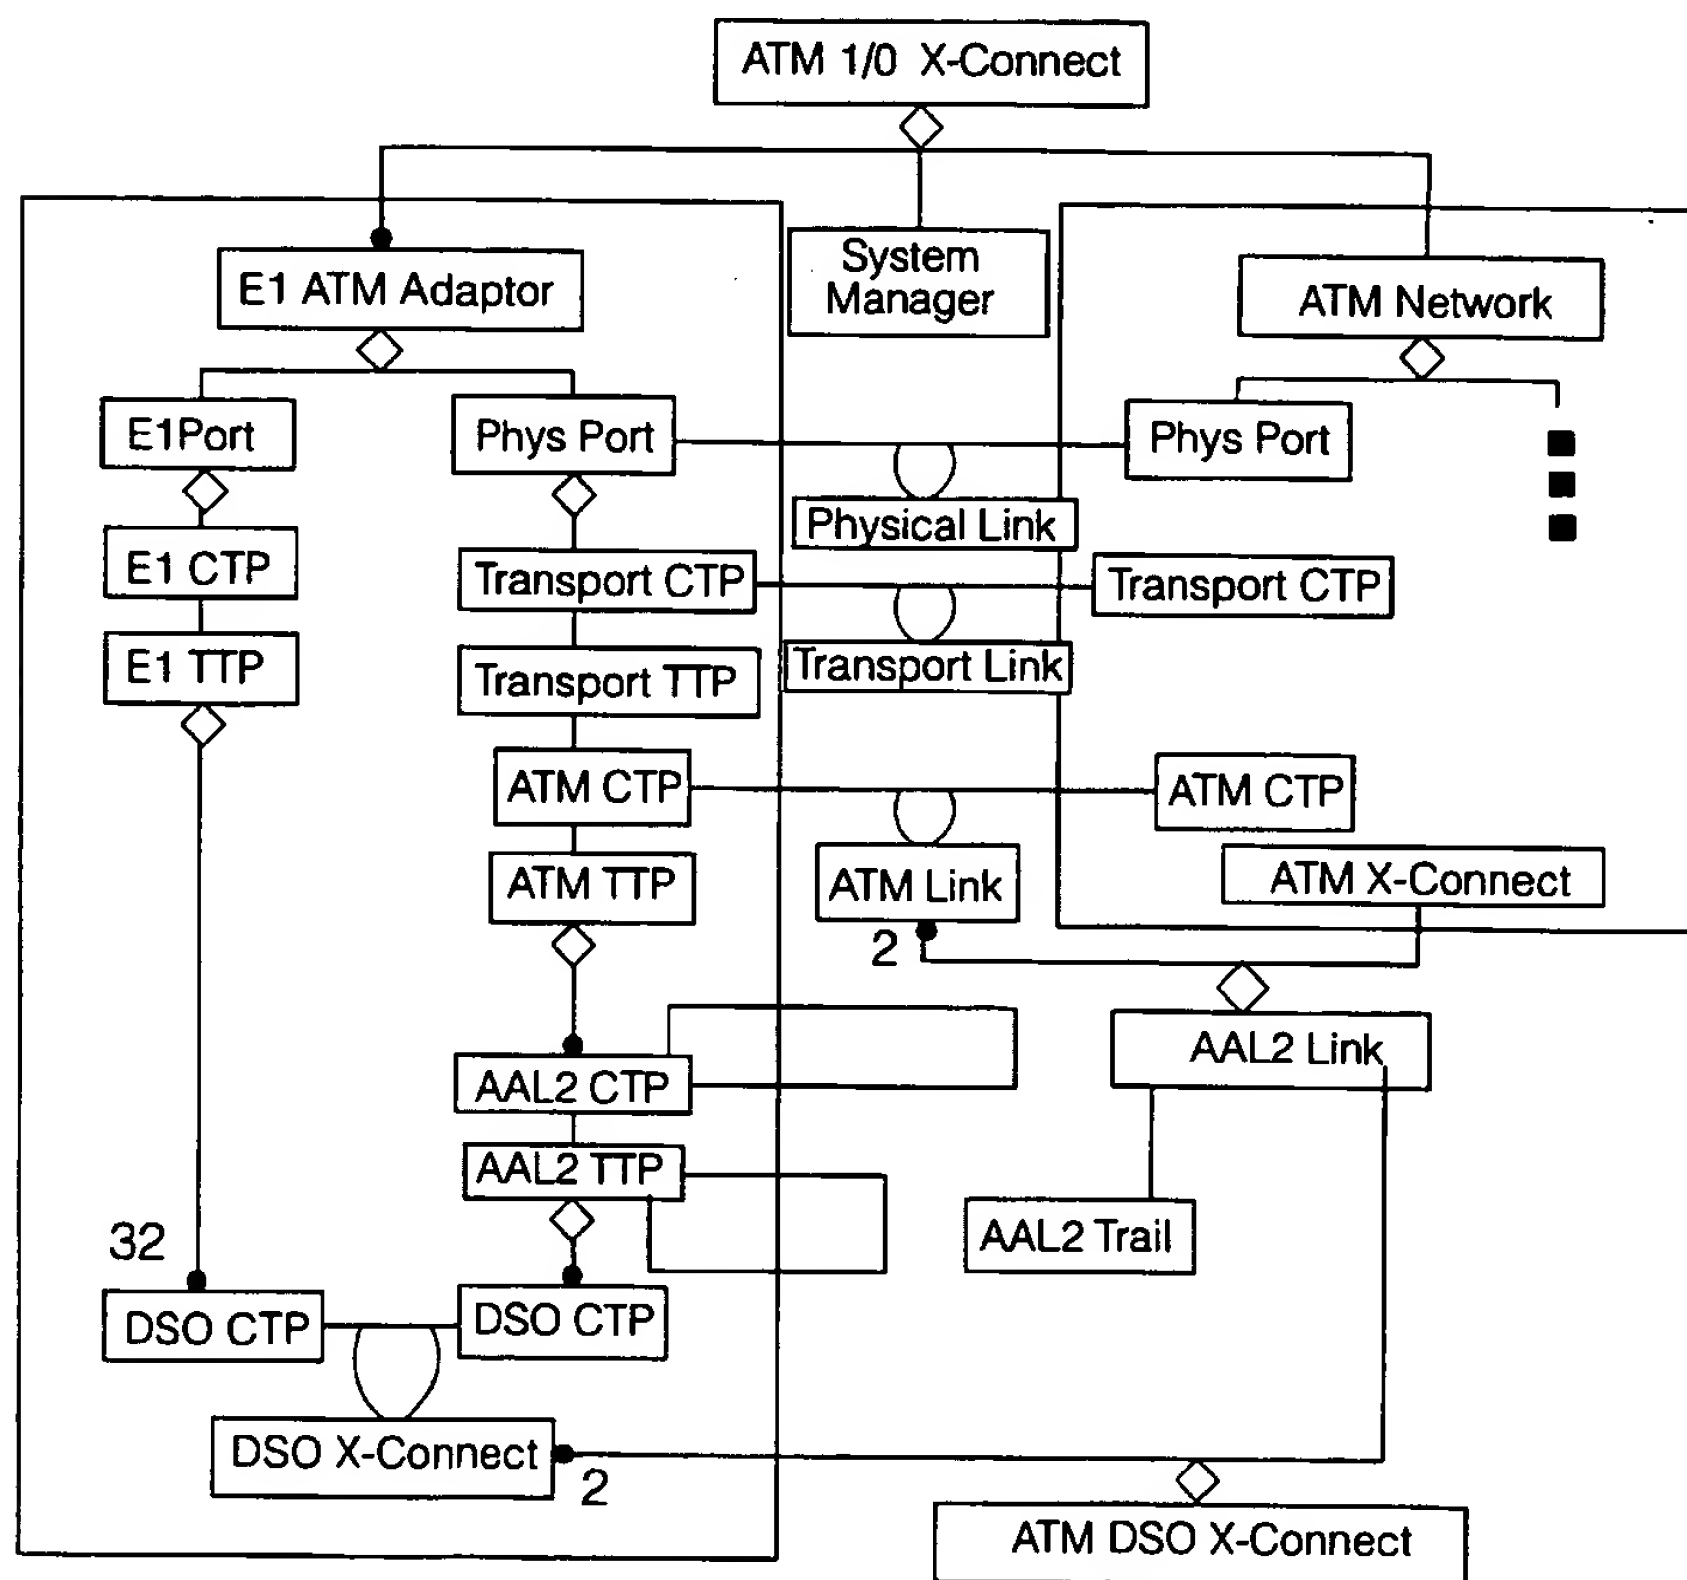 ATM 1/0 X-Connect
System
Manager
E1 ATM Adaptor
ATM Network
E1Port
Phys Port
Phys Port
Physical Link
E1 CTP
Transport CTP
Transport CTP
E1 TTP
Transport TTP
Transport Link
ATM CTP
ATM CTP
ATM TTP
ATM Link
ATM X-Connect
2
AAL2 CTP
AAL2 Link
AAL2 TTP
AAL2 Trail
32
DSO CTP
DSO CTP
DSO X-Connect
2
ATM DSO X-Connect